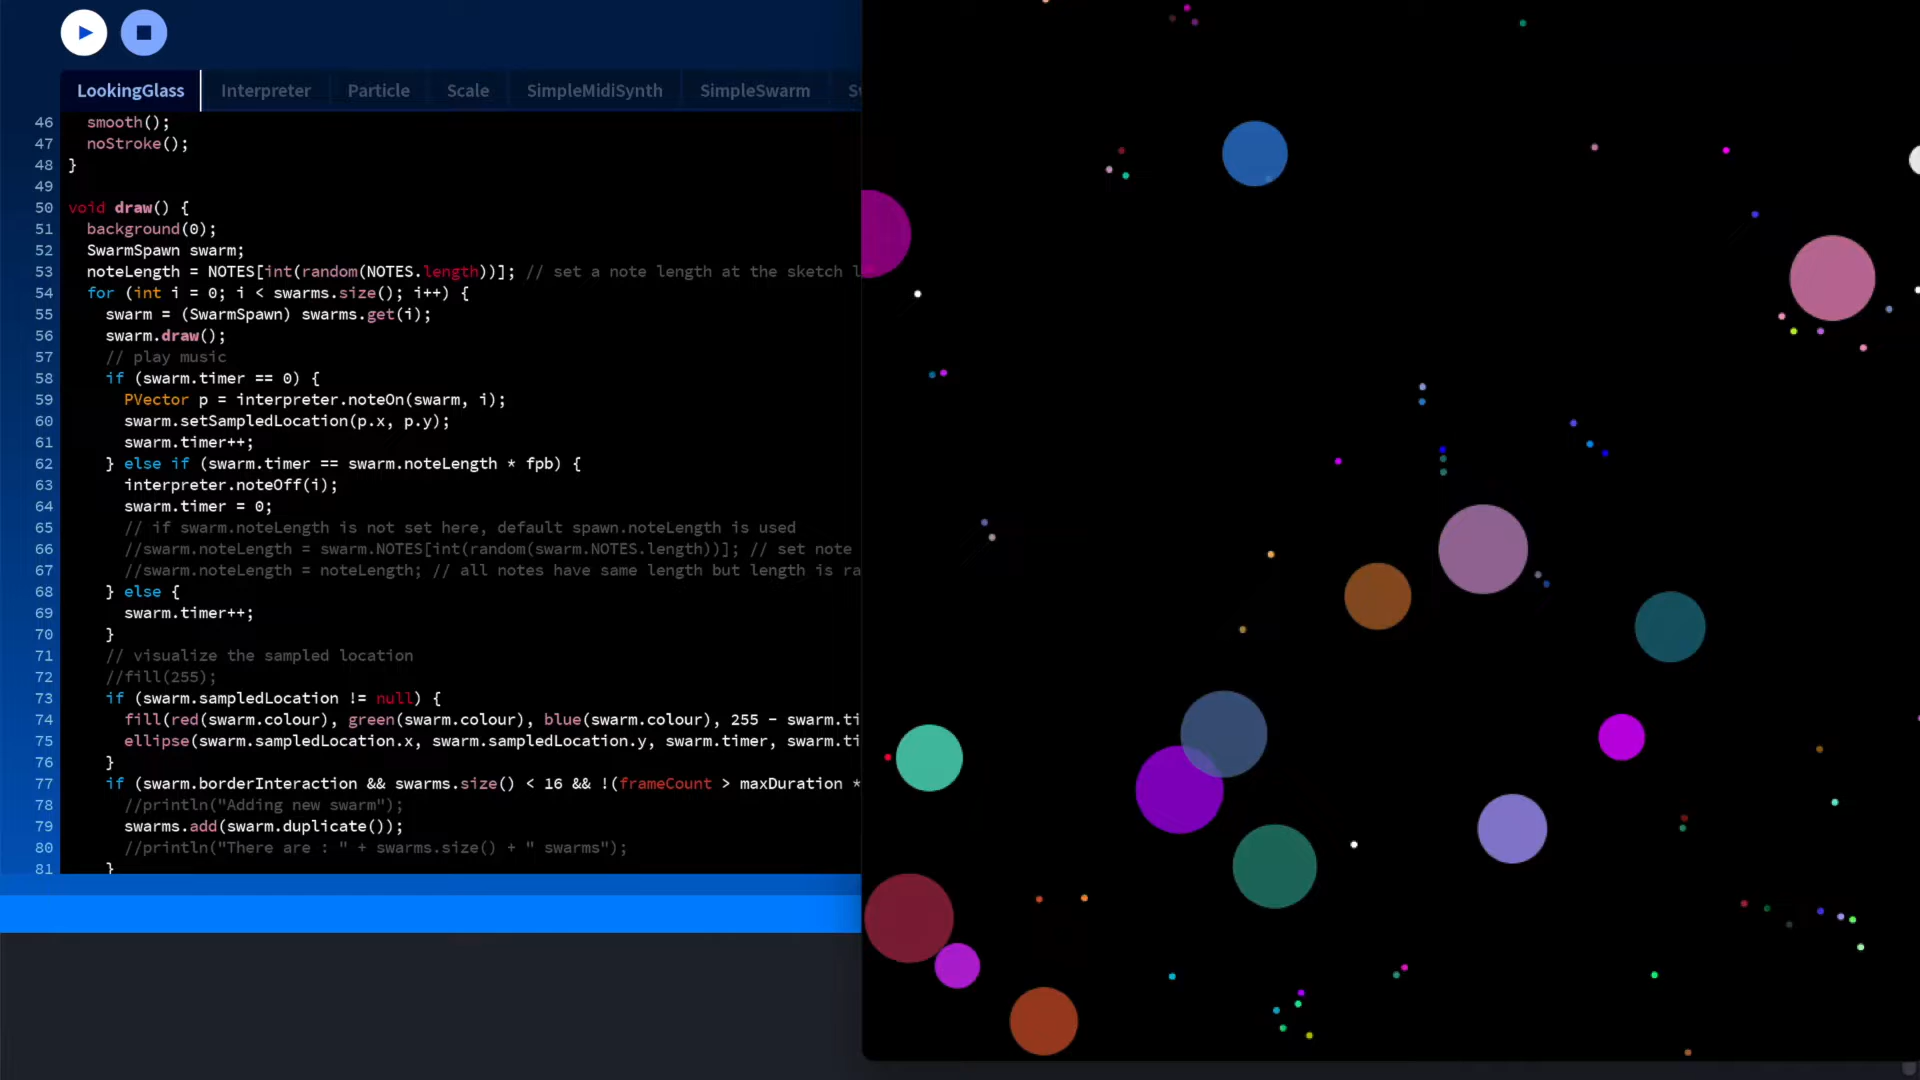 LookingGlass Interpreter Particle Scale SimpleMidiSynth SimpleSwarm
46 smooth();
47 noStroke();
48 }
49
50 void draw() {
51 background(0);
52 SwarmSpawn swarm;
53 noteLength = NOTES[int(random(NOTES.length))]; // set a note length at the sketch l
54 for (int i = 0; i < swarms.size(); i++) {
55 swarm = (SwarmSpawn) swarms.get(i);
56 swarm.draw();
57 // play music
58 if (swarm.timer == 0) {
59 PVector p = interpreter.noteOn(swarm, i);
60 swarm.setSampledLocation(p.x, p.y);
61 swarm.timer++;
62 } else if (swarm.timer == swarm.noteLength * fpb) {
63 interpreter.noteOff(i);
64 swarm.timer = 0;
65 // if swarm.noteLength is not set here, default spawn.noteLength is used
66 //swarm.noteLength = swarm.NOTES[int(random(swarm.NOTES.length))]; // set note
67 //swarm.noteLength = noteLength; // all notes have same length but length is ra
68 } else {
69 swarm.timer++;
70 }
71 // visualize the sampled location
72 //fill(255);
73 if (swarm.sampledLocation != null) {
74 fill(red(swarm.colour), green(swarm.colour), blue(swarm.colour), 255 - swarm.ti
75 ellipse(swarm.sampledLocation.x, swarm.sampledLocation.y, swarm.timer, swarm.ti
76 }
77 if (swarm.borderInteraction && swarms.size() < 16 && !(frameCount > maxDuration *
78 //println("Adding new swarm");
79 swarms.add(swarm.duplicate());
80 //println("There are : " + swarms.size() + " swarms");
81 }